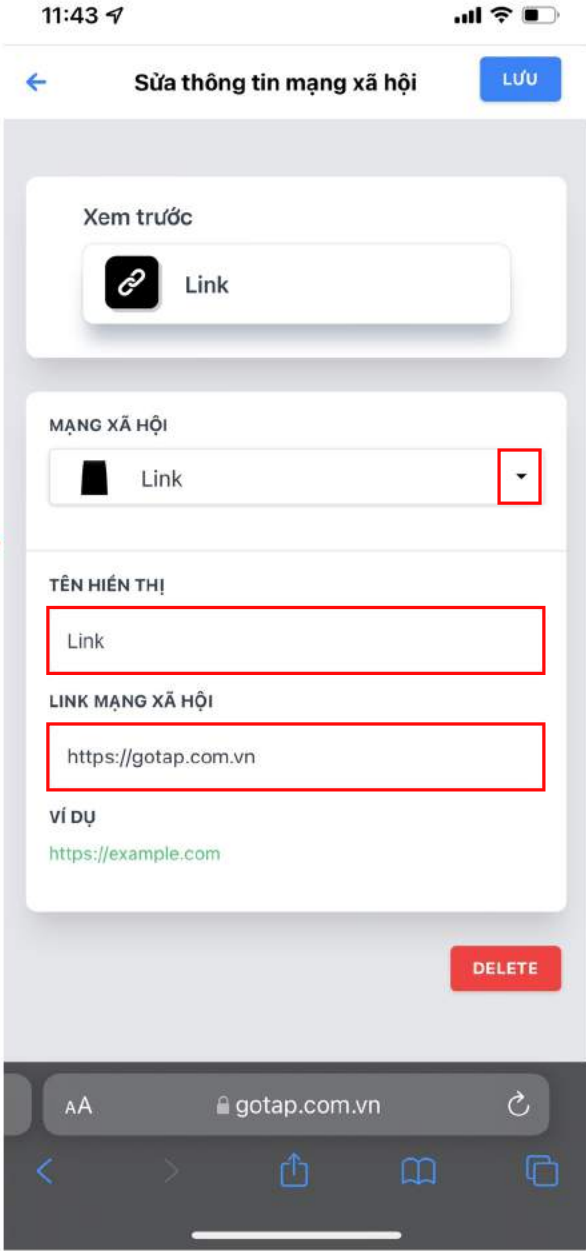 11:43
Sửa thông tin mạng xã hội
LƯU
Xem trước
Link
MẠNG XÃ HỘI
Link
TÊN HIỂN THỊ
Link
LINK MẠNG XÃ HỘI
https://gotap.com.vn
VÍ DỤ
https://example.com
DELETE
AA gotap.com.vn